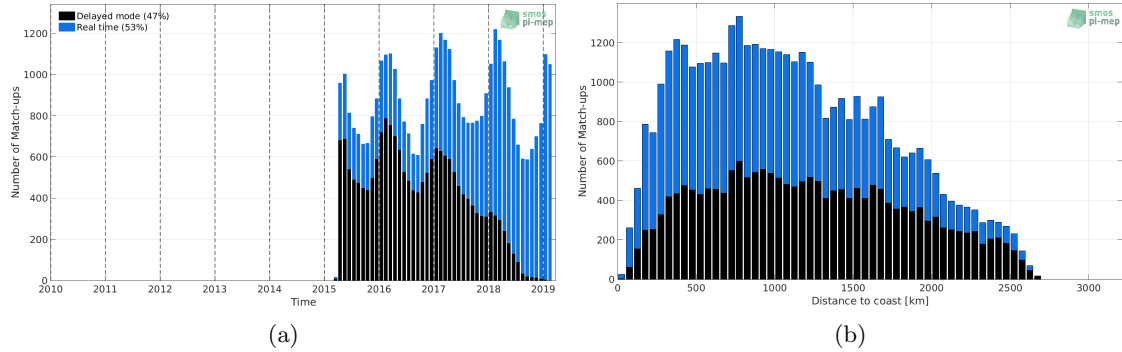 Delayed mode (47%)
Real time (53%)
smos
pi-mep
Number of Match-ups
1200
1000
800
600
400
200
0
2010 2011 2012 2013 2014 2015 2016 2017 2018 2019
Time
(a)
smos
pi-mep
Number of Match-ups
1200
1000
800
600
400
200
0
0 500 1000 1500 2000 2500 3000
Distance to coast [km]
(b)